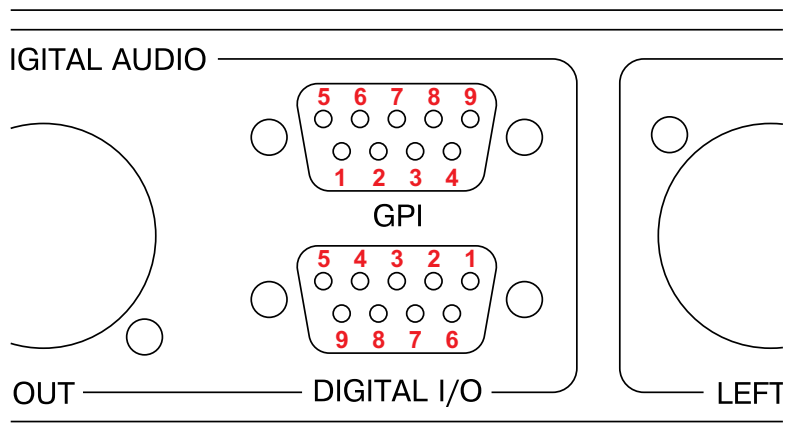 IGITAL AUDIO
5 6 7 8 9
1 2 3 4
GPI
5 4 3 2 1
9 8 7 6
OUT
DIGITAL I/O
LEFT